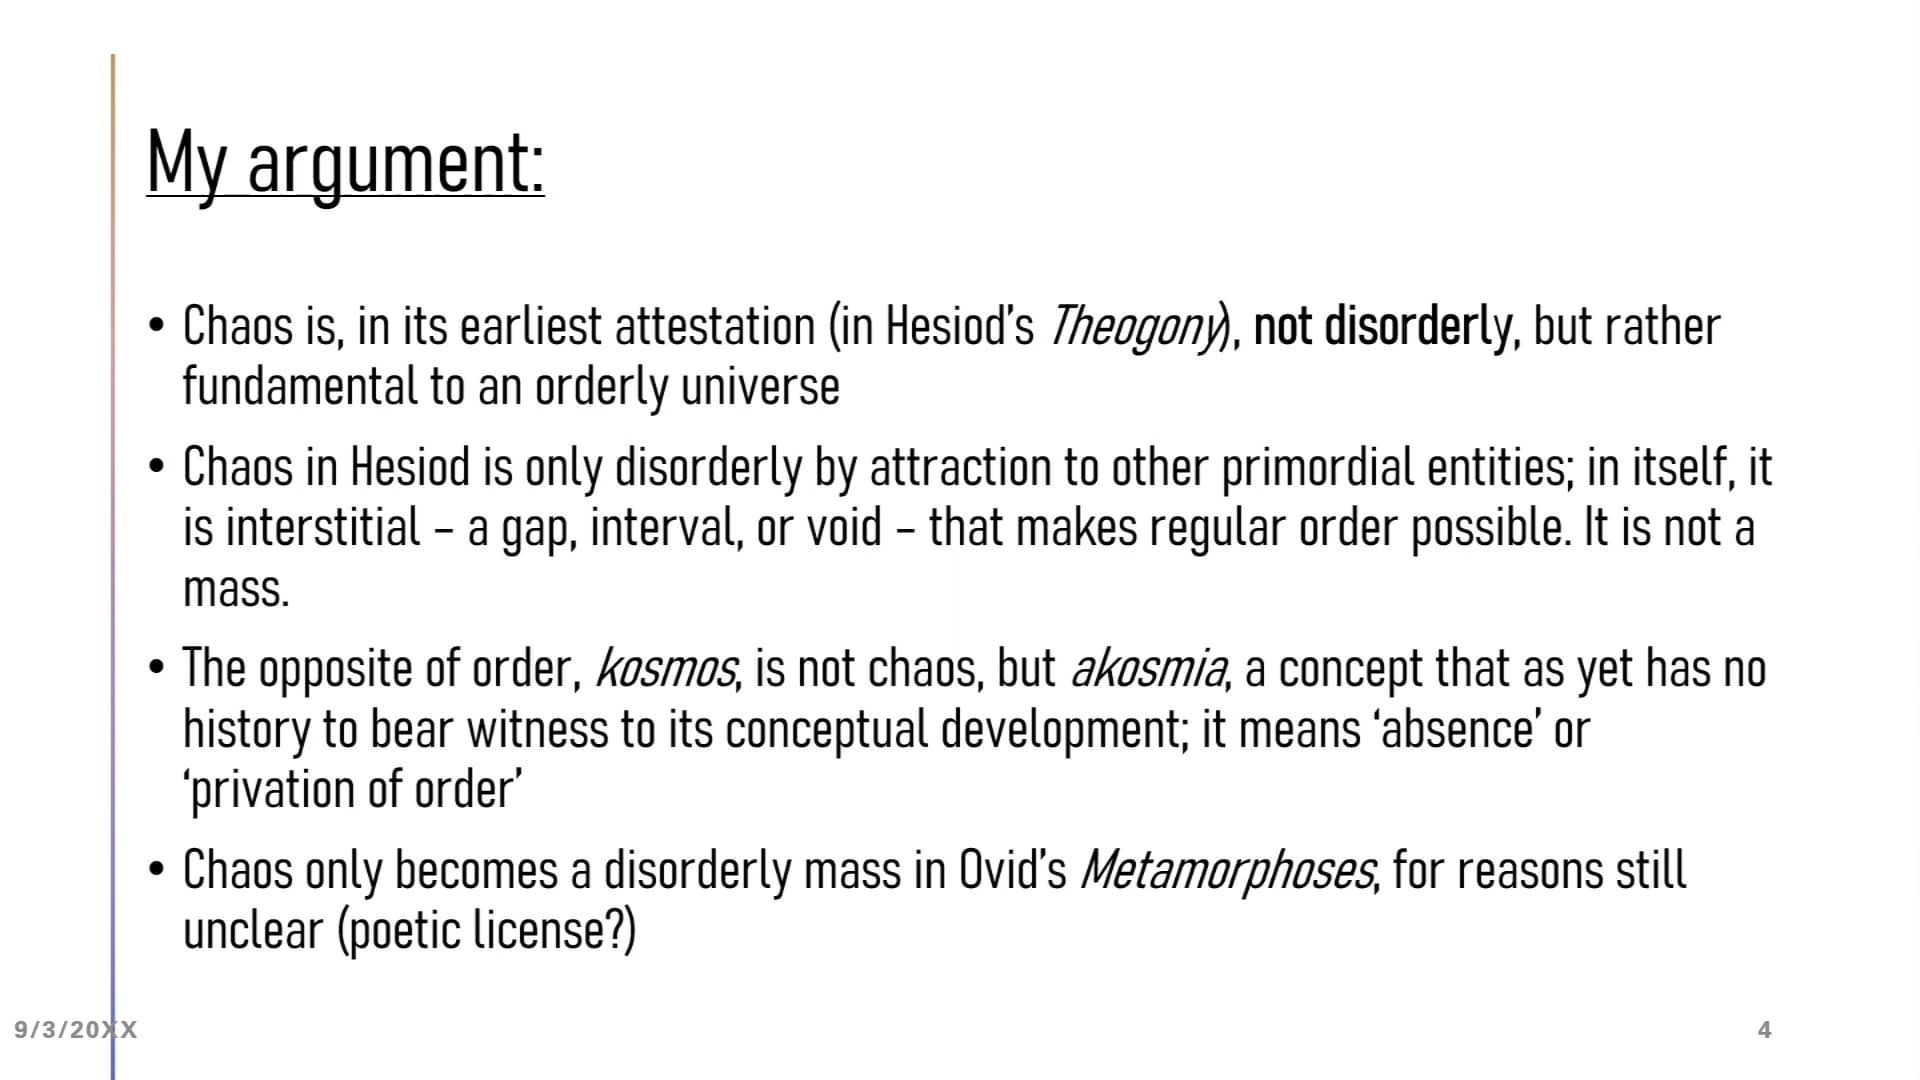 My argument:
• Chaos is, in its earliest attestation (in Hesiod’s Theogony), not disorderly, but rather
fundamental to an orderly universe
• Chaos in Hesiod is only disorderly by attraction to other primordial entities; in itself, it
is interstitial – a gap, interval, or void – that makes regular order possible. It is not a
mass.
• The opposite of order, kosmos, is not chaos, but akosmia, a concept that as yet has no
history to bear witness to its conceptual development; it means ‘absence’ or
‘privation of order’
• Chaos only becomes a disorderly mass in Ovid’s Metamorphoses, for reasons still
unclear (poetic license?)
9/3/20XX
4